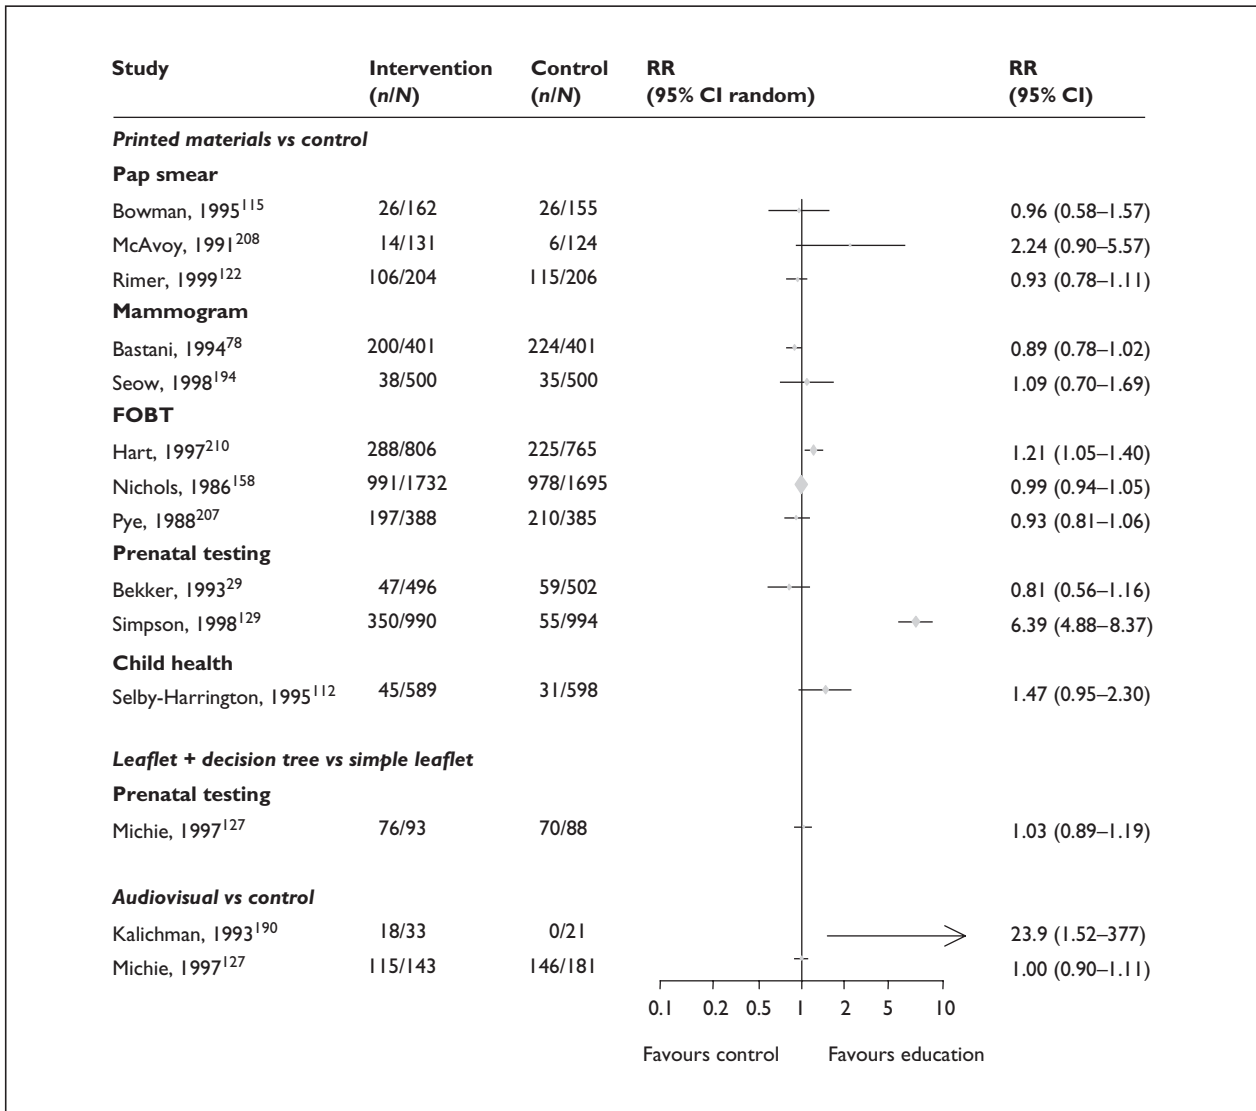 Study Intervention Control RR RR
(n/N) (n/N) (95% CI random) (95% CI)
Printed materials vs control
Pap smear
Bowman, 1995115 26/162 26/155 0.96 (0.58–1.57)
McAvoy, 1991208 14/131 6/124 2.24 (0.90–5.57)
Rimer, 1999122 106/204 115/206 0.93 (0.78–1.11)
Mammogram
Bastani, 199478 200/401 224/401 0.89 (0.78–1.02)
Seow, 1998194 38/500 35/500 1.09 (0.70–1.69)
FOBT
Hart, 1997210 288/806 225/765 1.21 (1.05–1.40)
Nichols, 1986158 991/1732 978/1695 0.99 (0.94–1.05)
Pye, 1988207 197/388 210/385 0.93 (0.81–1.06)
Prenatal testing
Bekker, 199329 47/496 59/502 0.81 (0.56–1.16)
Simpson, 1998129 350/990 55/994 6.39 (4.88–8.37)
Child health
Selby-Harrington, 1995112 45/589 31/598 1.47 (0.95–2.30)
Leaflet + decision tree vs simple leaflet
Prenatal testing
Michie, 1997127 76/93 70/88 1.03 (0.89–1.19)
Audiovisual vs control
Kalichman, 1993190 18/33 0/21 23.9 (1.52–377)
Michie, 1997127 115/143 146/181 1.00 (0.90–1.11)
0.1 0.2 0.5 1 2 5 10
Favours control Favours education